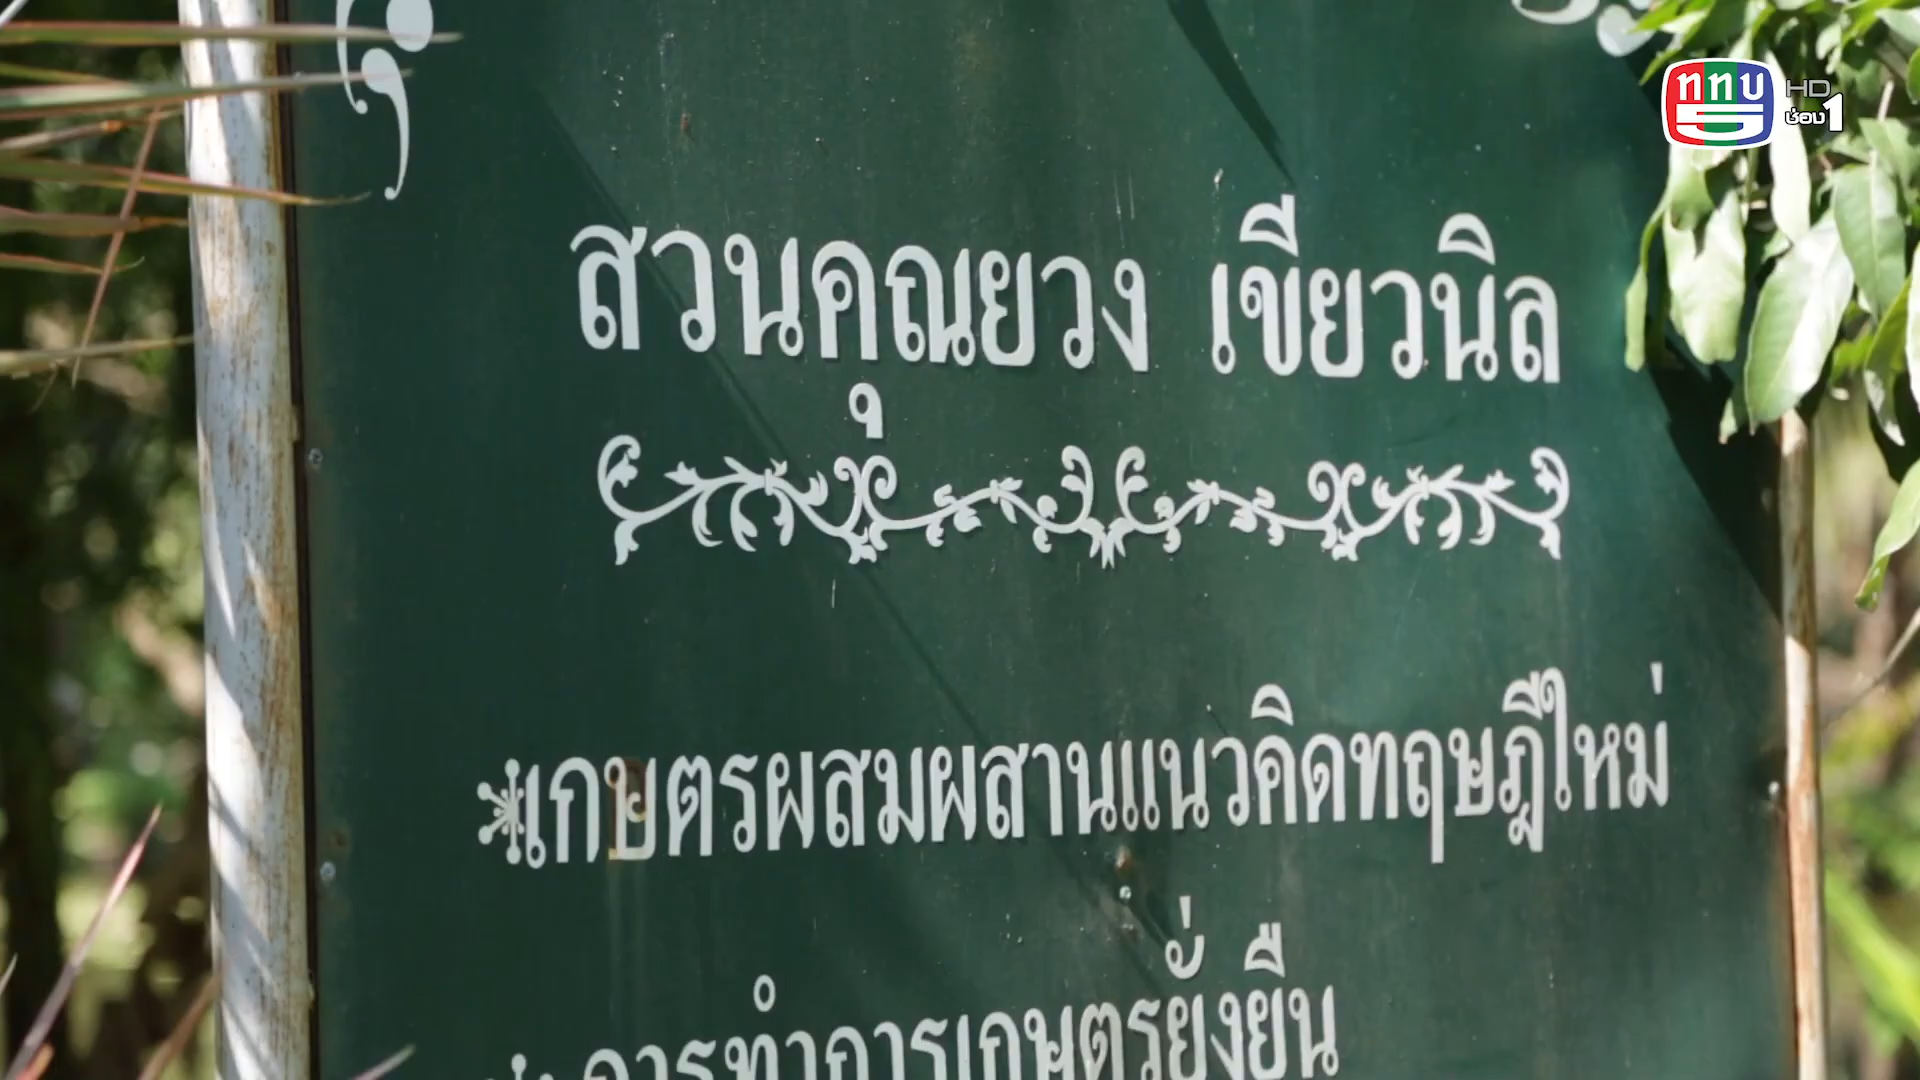 ททบ
5
HD
ช่อง 1
สวนคุณยวง เขียวนิล
*เกษตรผสมผสานแนวคิดทฤษฎีใหม่
*การทำการเกษตรยั่งยืน